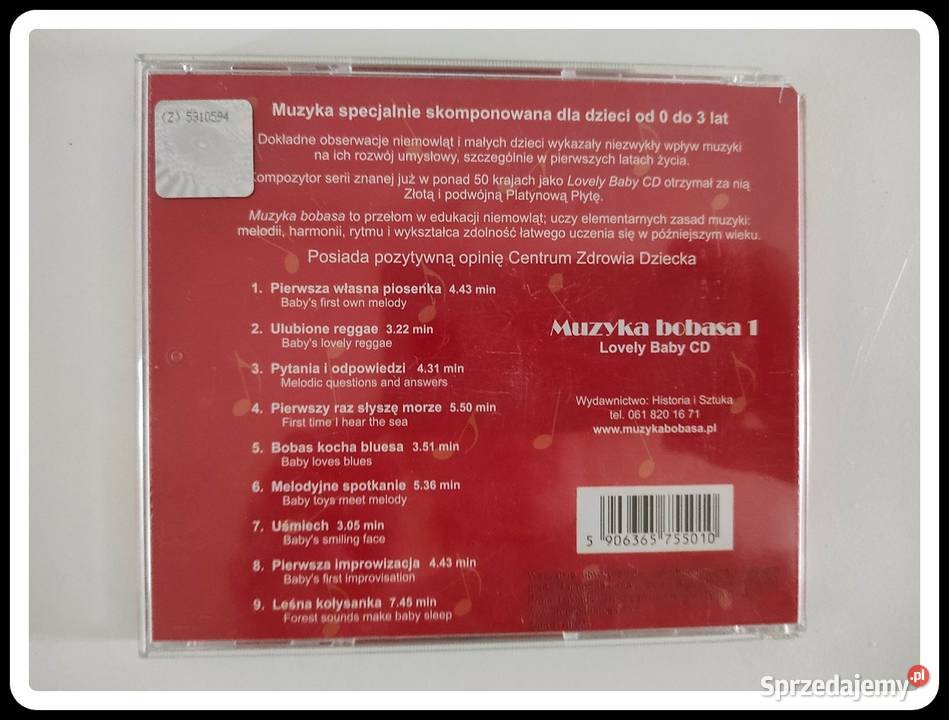 (Z) 5310594
Muzyka specjalnie skomponowana dla dzieci od 0 do 3 lat
Dokładne obserwacje niemowląt i małych dzieci wykazały niezwykły wpływ muzyki
na ich rozwój umysłowy, szczególnie w pierwszych latach życia.
ompozytor serii znanej już w ponad 50 krajach jako Lovely Baby CD otrzymał za nią
Złotą i podwójną Platynową Płytę.
Muzyka bobasa to przełom w edukacji niemowląt; uczy elementarnych zasad muzyki:
melodii, harmonii, rytmu i wykształca zdolność łatwego uczenia się w późniejszym wieku.
Posiada pozytywną opinię Centrum Zdrowia Dziecka
1. Pierwsza własna piosenka 4.43 min
Baby's first own melody
2. Ulubione reggae 3.22 min
Baby's lovely reggae
3. Pytania i odpowiedzi 4.31 min
Melodic questions and answers
4. Pierwszy raz słyszę morze 5.50 min
First time I hear the sea
5. Bobas kocha bluesa 3.51 min
Baby loves blues
6. Melodyjne spotkanie 5.36 min
Baby toys meet melody
7. Uśmiech 3.05 min
Baby's smiling face
8. Pierwsza improwizacja 4.43 min
Baby's first improvisation
9. Leśna kołysanka 7.45 min
Forest sounds make baby sleep
Muzyka bobasa 1
Lovely Baby CD
Wydawnictwo: Historia i Sztuka
tel. 061 820 16 71
www.muzykabobasa.pl
5 906365 755010
Sprzedajemy.pl